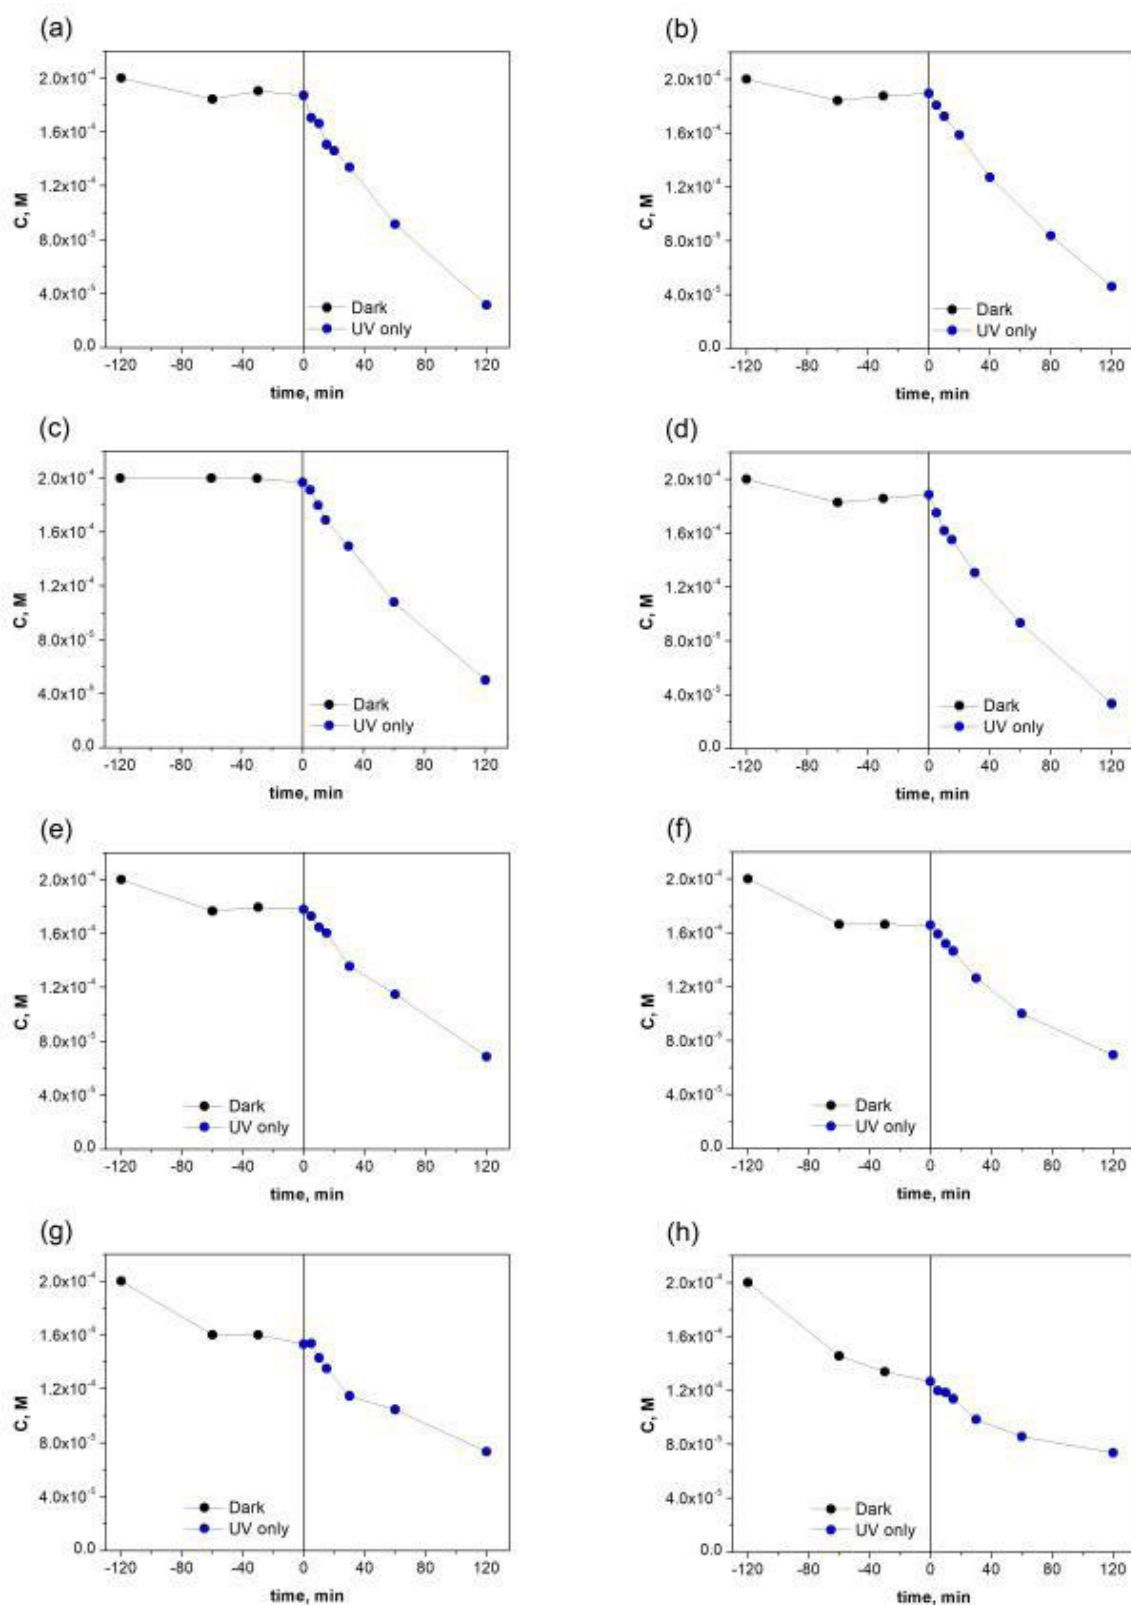 (a)
2.0x10⁻⁴
1.6x10⁻⁴
1.2x10⁻⁴
8.0x10⁻⁵
4.0x10⁻⁵
0.0
C, M
Dark
UV only
-120 -80 -40 0 40 80 120
time, min
(b)
2.0x10⁻⁴
1.6x10⁻⁴
1.2x10⁻⁴
8.0x10⁻⁵
4.0x10⁻⁵
0.0
C, M
Dark
UV only
-120 -80 -40 0 40 80 120
time, min
(c)
2.0x10⁻⁴
1.6x10⁻⁴
1.2x10⁻⁴
8.0x10⁻⁵
4.0x10⁻⁵
0.0
C, M
Dark
UV only
-120 -80 -40 0 40 80 120
time, min
(d)
2.0x10⁻⁴
1.6x10⁻⁴
1.2x10⁻⁴
8.0x10⁻⁵
4.0x10⁻⁵
0.0
C, M
Dark
UV only
-120 -80 -40 0 40 80 120
time, min
(e)
2.0x10⁻⁴
1.6x10⁻⁴
1.2x10⁻⁴
8.0x10⁻⁵
4.0x10⁻⁵
0.0
C, M
Dark
UV only
-120 -80 -40 0 40 80 120
time, min
(f)
2.0x10⁻⁴
1.6x10⁻⁴
1.2x10⁻⁴
8.0x10⁻⁵
4.0x10⁻⁵
0.0
C, M
Dark
UV only
-120 -80 -40 0 40 80 120
time, min
(g)
2.0x10⁻⁴
1.6x10⁻⁴
1.2x10⁻⁴
8.0x10⁻⁵
4.0x10⁻⁵
0.0
C, M
Dark
UV only
-120 -80 -40 0 40 80 120
time, min
(h)
2.0x10⁻⁴
1.6x10⁻⁴
1.2x10⁻⁴
8.0x10⁻⁵
4.0x10⁻⁵
0.0
C, M
Dark
UV only
-120 -80 -40 0 40 80 120
time, min